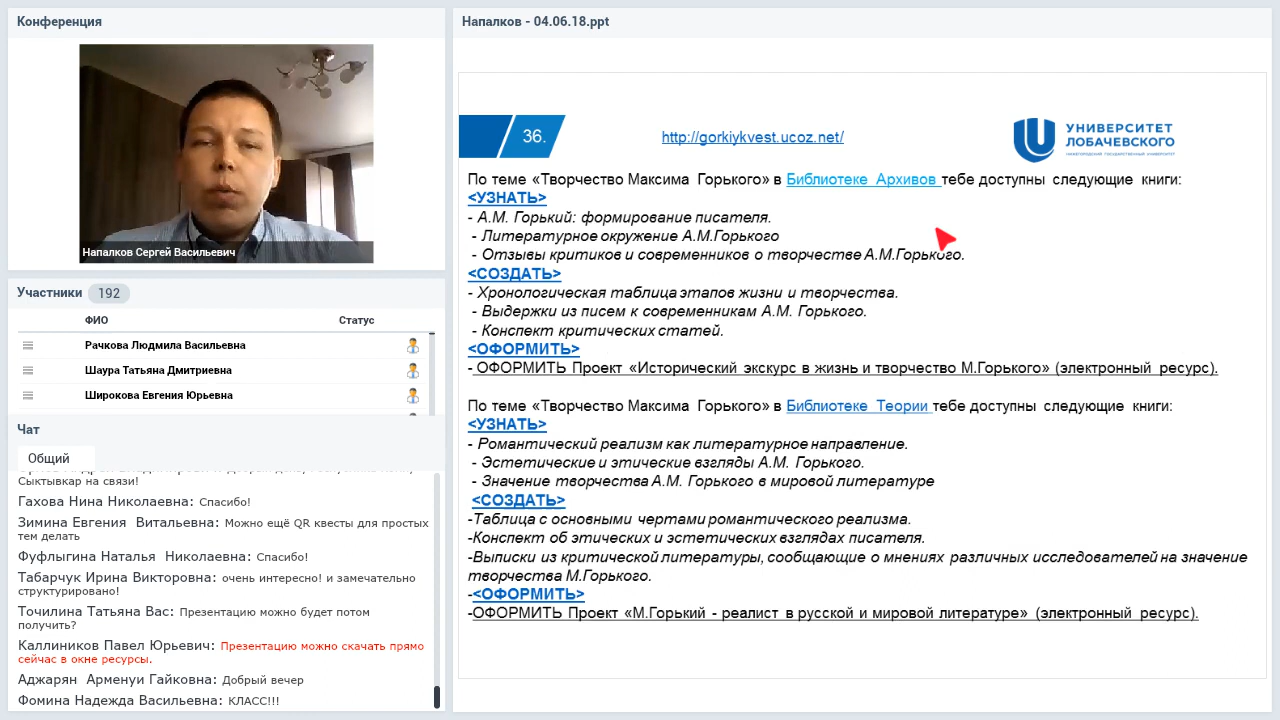 Конференция
Напалков Сергей Васильевич
Участники 192
ФИО Статус
Рачкова Людмила Васильевна
Шаура Татьяна Дмитриевна
Широкова Евгения Юрьевна
Чат
Общий
Сыктывкар на связи!
Гахова Нина Николаевна: Спасибо!
Зимина Евгения Витальевна: Можно ещё QR квесты для простых
тем делать
Фуфлыгина Наталья Николаевна: Спасибо!
Табарчук Ирина Викторовна: очень интересно! и замечательно
структурировано!
Точилина Татьяна Вас: Презентацию можно будет потом
получить?
Каллиников Павел Юрьевич: Презентацию можно скачать прямо
сейчас в окне ресурсы.
Аджарян Арменуи Гайковна: Добрый вечер
Фомина Надежда Васильевна: КЛАСС!!!
Напалков - 04.06.18.ppt
36.
http://gorkiykvest.ucoz.net/
УНИВЕРСИТЕТ
ЛОБАЧЕВСКОГО
По теме «Творчество Максима Горького» в Библиотеке Архивов тебе доступны следующие книги:
<УЗНАТЬ>
- А.М. Горький: формирование писателя.
- Литературное окружение А.М.Горького
- Отзывы критиков и современников о творчестве А.М.Горького.
<СОЗДАТЬ>
- Хронологическая таблица этапов жизни и творчества.
- Выдержки из писем к современникам А.М. Горького.
- Конспект критических статей.
<ОФОРМИТЬ>
- ОФОРМИТЬ Проект «Исторический экскурс в жизнь и творчество М.Горького» (электронный ресурс).
По теме «Творчество Максима Горького» в Библиотеке Теории тебе доступны следующие книги:
<УЗНАТЬ>
- Романтический реализм как литературное направление.
- Эстетические и этические взгляды А.М. Горького.
- Значение творчества А.М. Горького в мировой литературе
<СОЗДАТЬ>
-Таблица с основными чертами романтического реализма.
-Конспект об этических и эстетических взглядах писателя.
-Выписки из критической литературы, сообщающие о мнениях различных исследователей на значение
творчества М.Горького.
-<ОФОРМИТЬ>
-ОФОРМИТЬ Проект «М.Горький - реалист в русской и мировой литературе» (электронный ресурс).